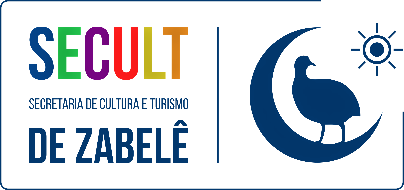 SECULT
SECRETARIA DE CULTURA E TURISMO
DE ZABELÊ